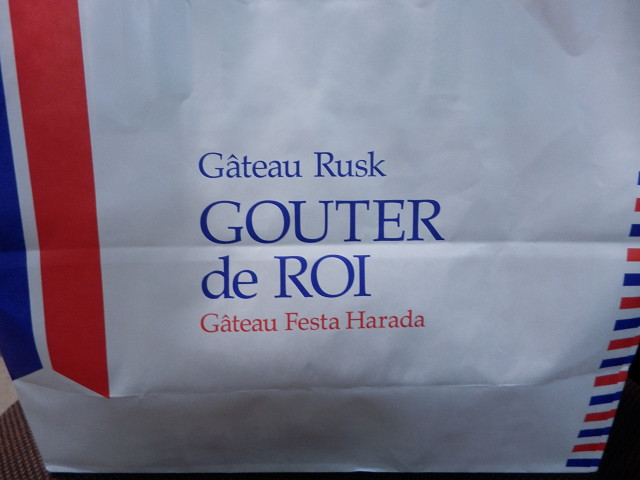 Gâteau Rusk
GOUTER
de ROI
Gâteau Festa Harada